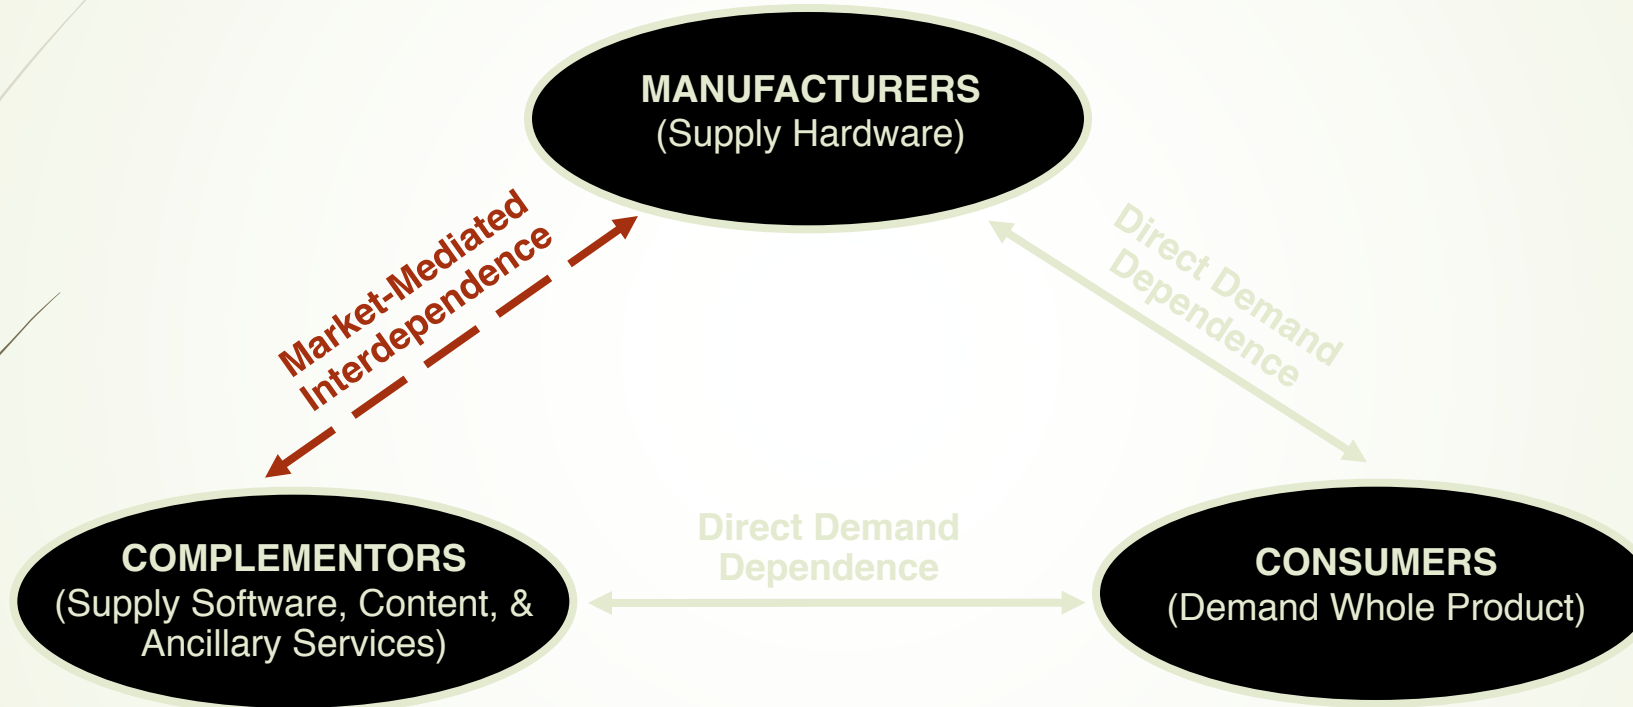 MANUFACTURERS
(Supply Hardware)
Market-Mediated
Interdependence
Direct Demand
Dependence
Direct Demand
Dependence
COMPLEMENTORS
(Supply Software, Content, &
Ancillary Services)
CONSUMERS
(Demand Whole Product)